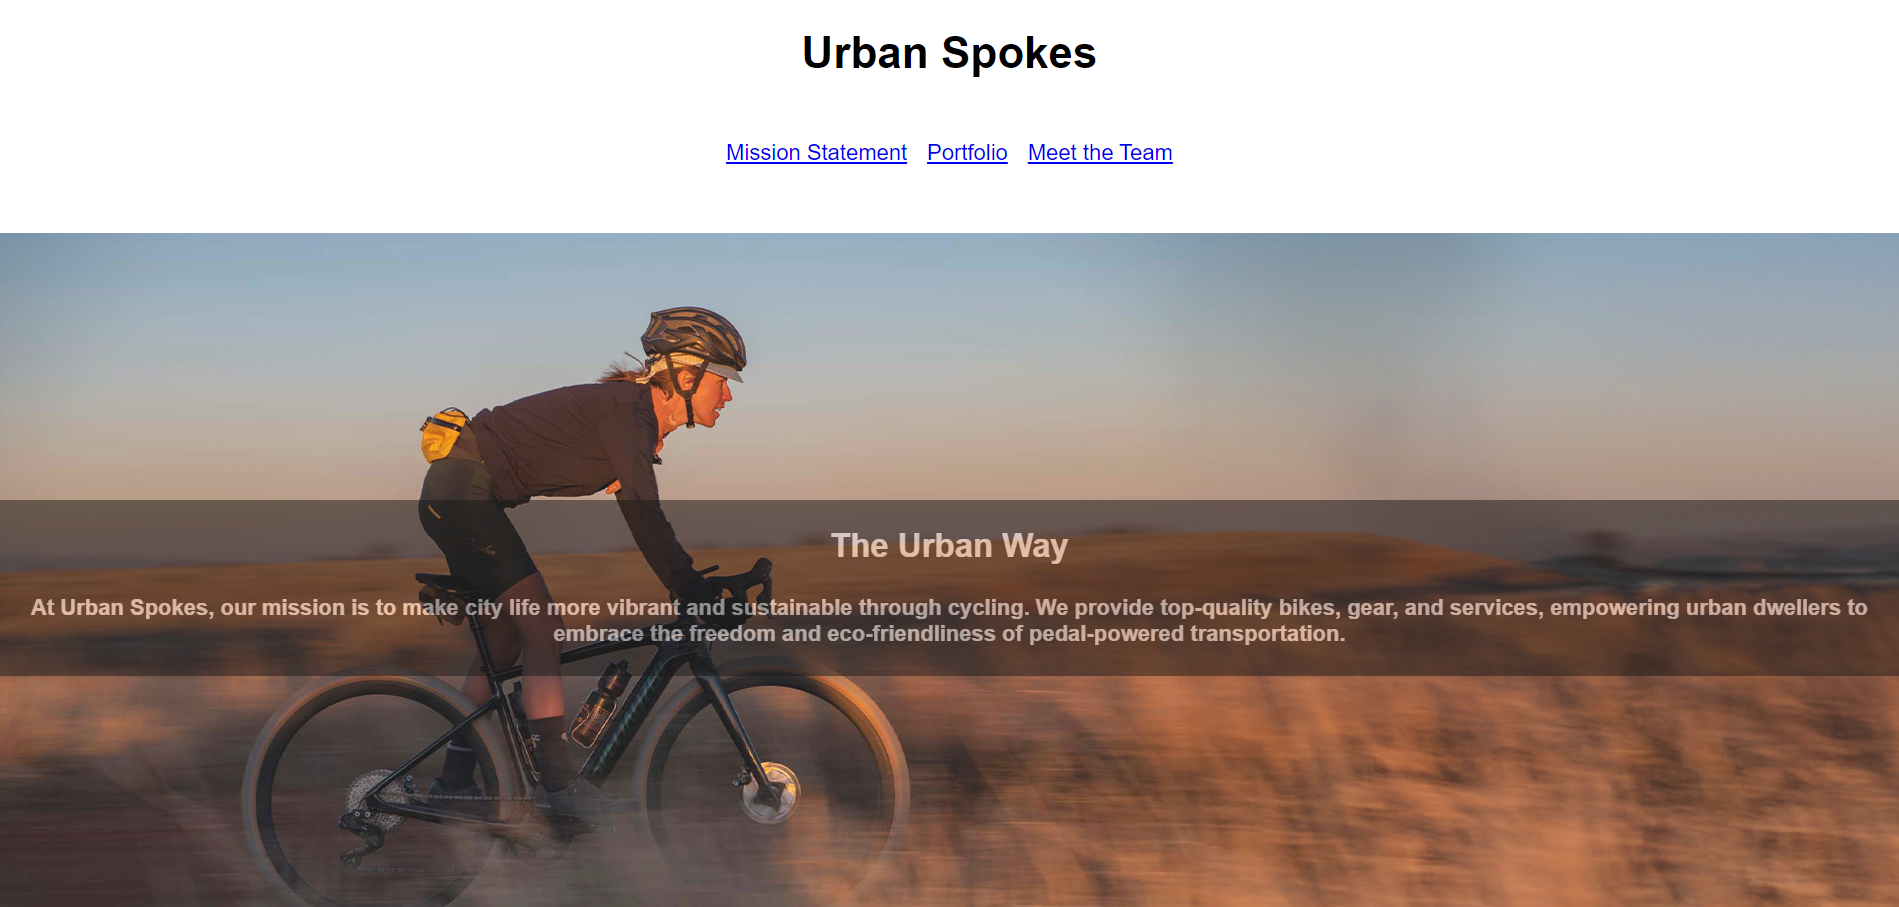 Urban Spokes
Mission Statement Portfolio Meet the Team
The Urban Way
At Urban Spokes, our mission is to make city life more vibrant and sustainable through cycling. We provide top-quality bikes, gear, and services, empowering urban dwellers to
embrace the freedom and eco-friendliness of pedal-powered transportation.